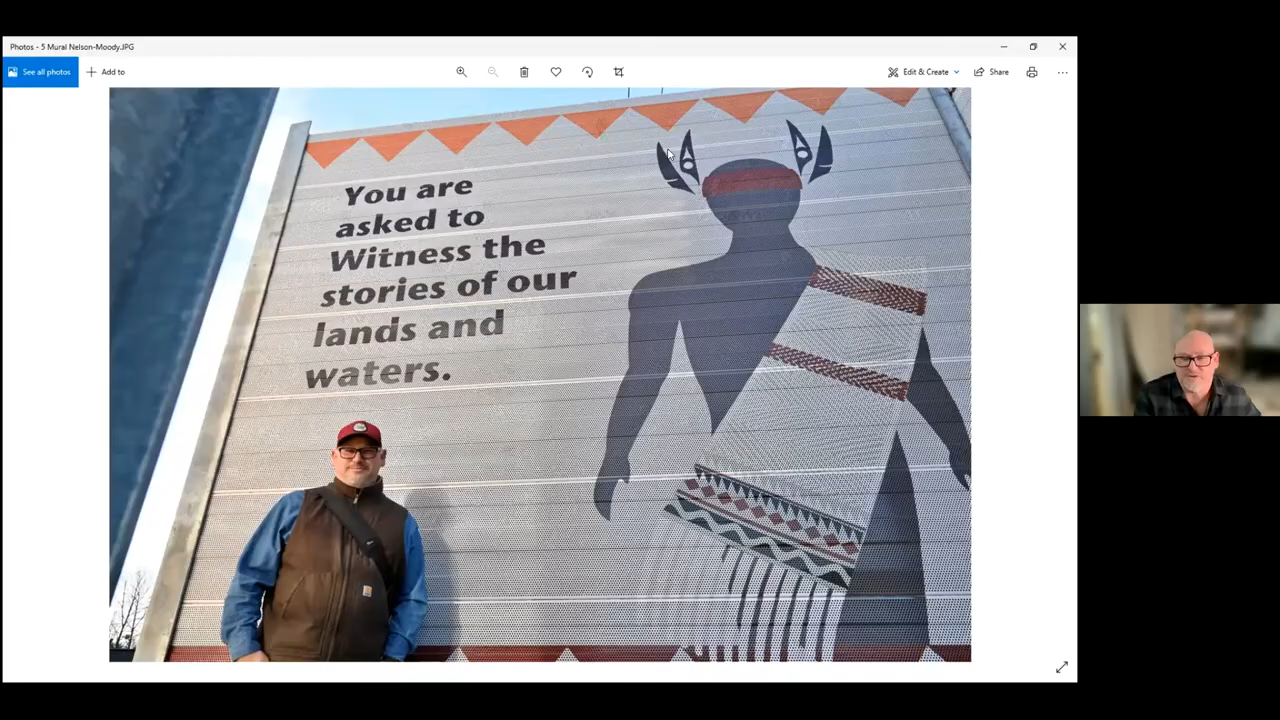 Photos - 5 Mural Nelson-Moody.JPG
See all photos
Add to
Edit & Create
Share
You are
asked to
Witness the
stories of our
lands and
waters.